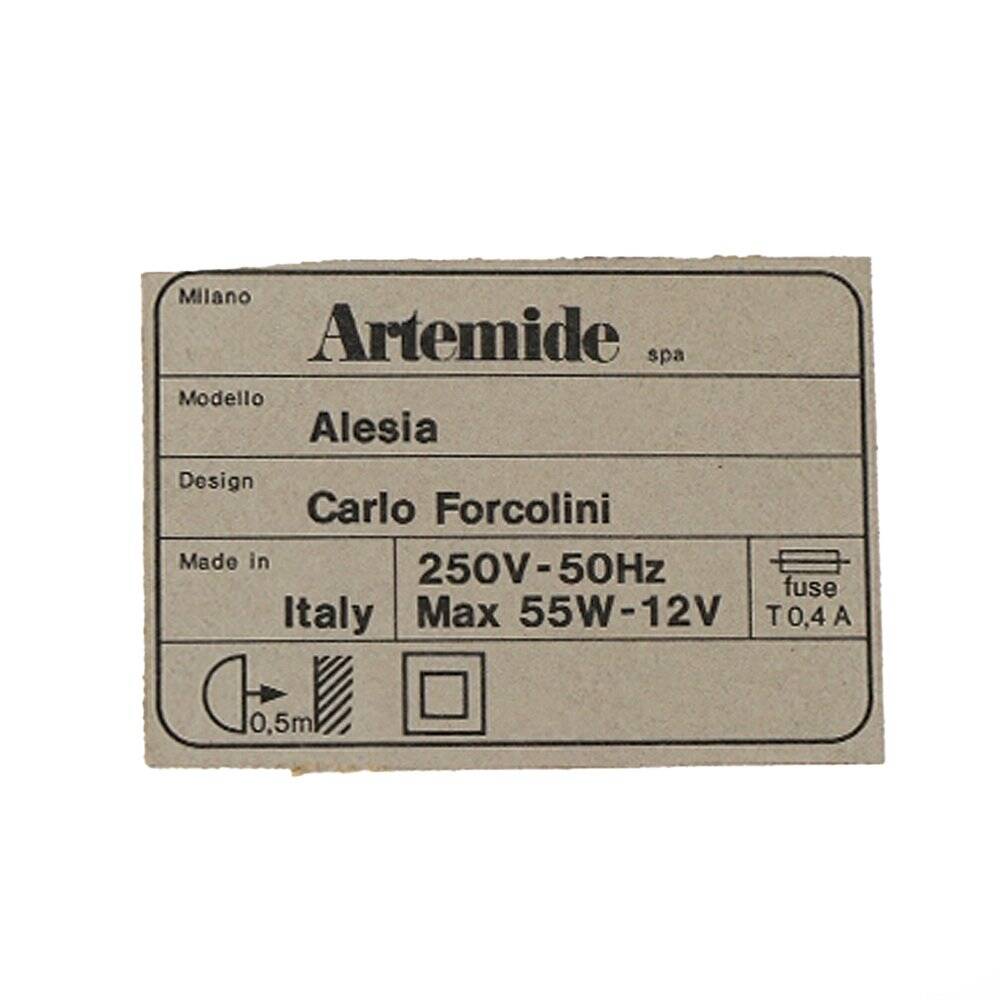 Milano
Artemide spa
Modello
Alesia
Design
Carlo Forcolini
Made in
Italy
250V-50Hz
Max 55W-12V
fuse
T 0,4 A
0,5m